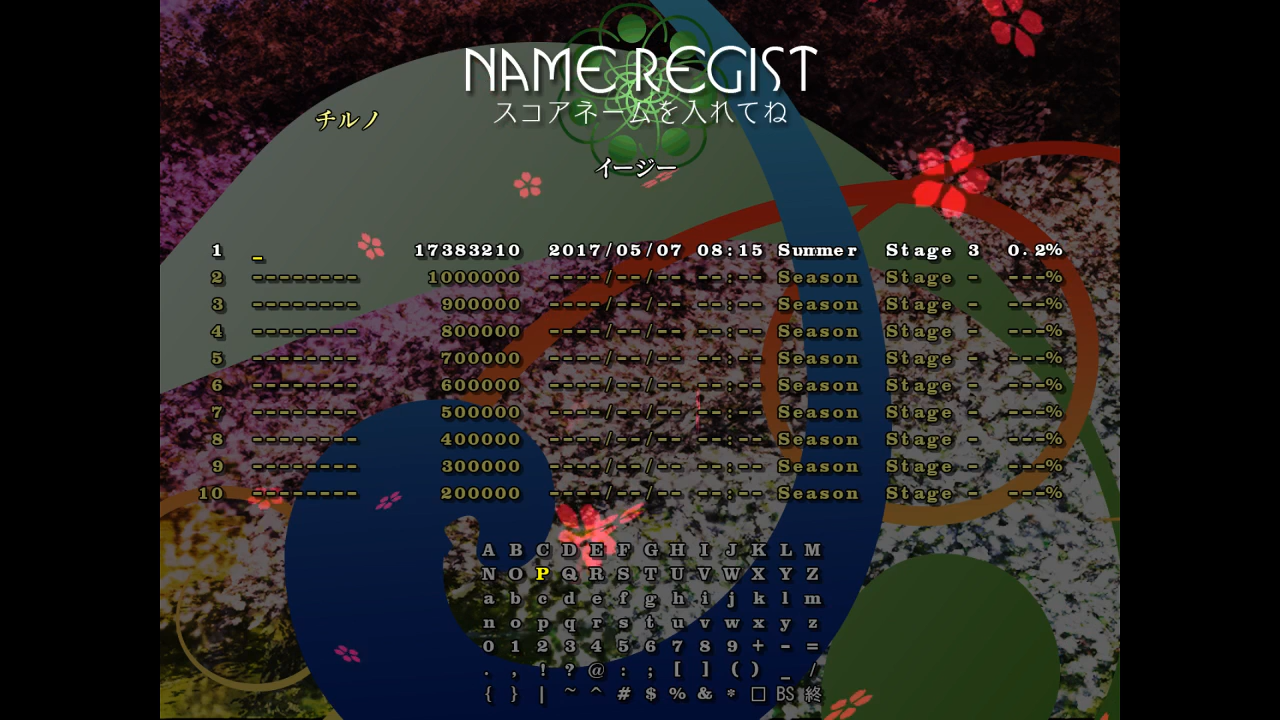 NAME REGIST
スコアネームを入れてね
チルノ
イージー
1 _ 17383210 2017/05/07 08:15 Summer Stage 3 0.2%
2 -------- 1000000 ----/--/-- --:-- Season Stage - ---%
3 -------- 900000 ----/--/-- --:-- Season Stage - ---%
4 -------- 800000 ----/--/-- --:-- Season Stage - ---%
5 -------- 700000 ----/--/-- --:-- Season Stage - ---%
6 -------- 600000 ----/--/-- --:-- Season Stage - ---%
7 -------- 500000 ----/--/-- --:-- Season Stage - ---%
8 -------- 400000 ----/--/-- --:-- Season Stage - ---%
9 -------- 300000 ----/--/-- --:-- Season Stage - ---%
10 -------- 200000 ----/--/-- --:-- Season Stage - ---%
A B C D E F G H I J K L M
N O P Q R S T U V W X Y Z
a b c d e f g h i j k l m
n o p q r s t u v w x y z
0 1 2 3 4 5 6 7 8 9 + - =
. , ! ? @ : ; [ ] ( ) _ /
{ } | ~ ^ # $ % & * □ BS 終